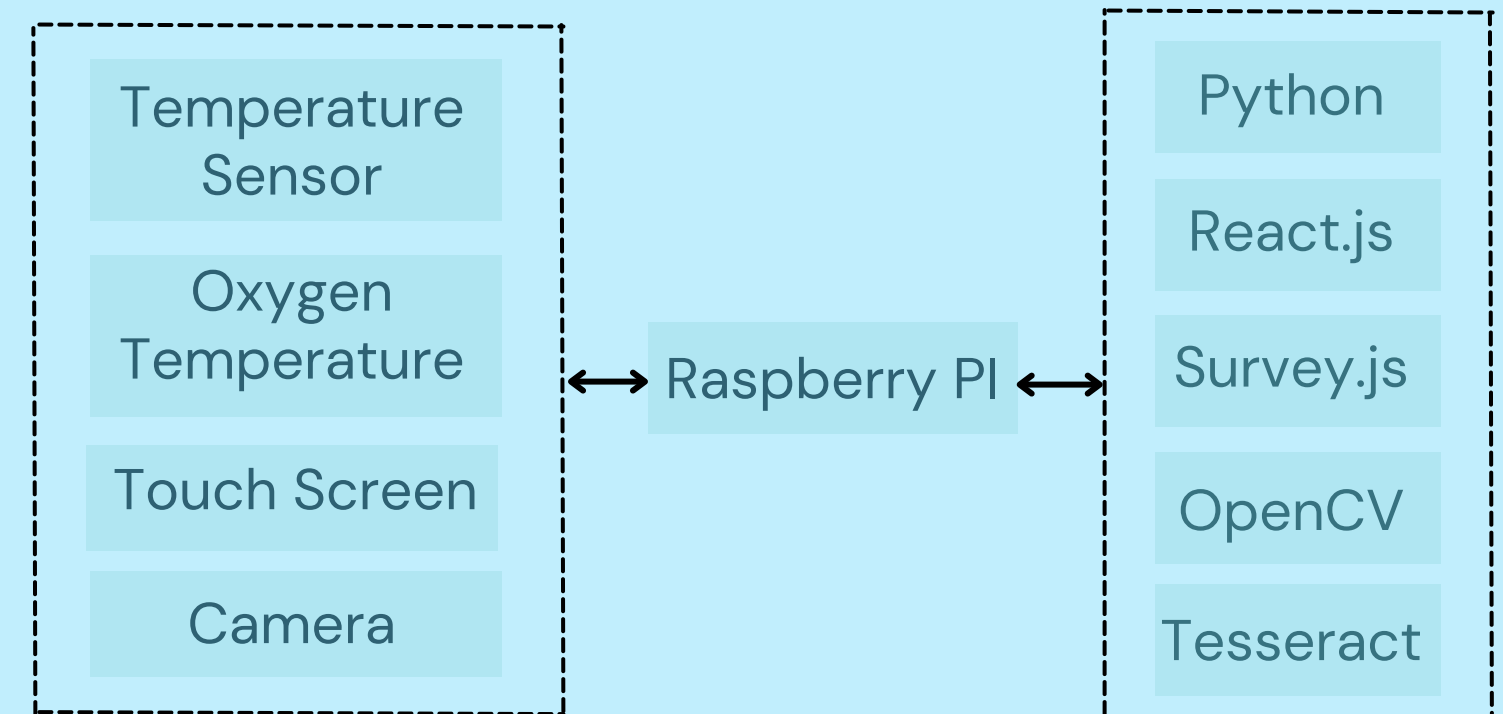 Temperature
Sensor
Oxygen
Temperature
Touch Screen
Camera
Raspberry PI
Python
React.js
Survey.js
OpenCV
Tesseract